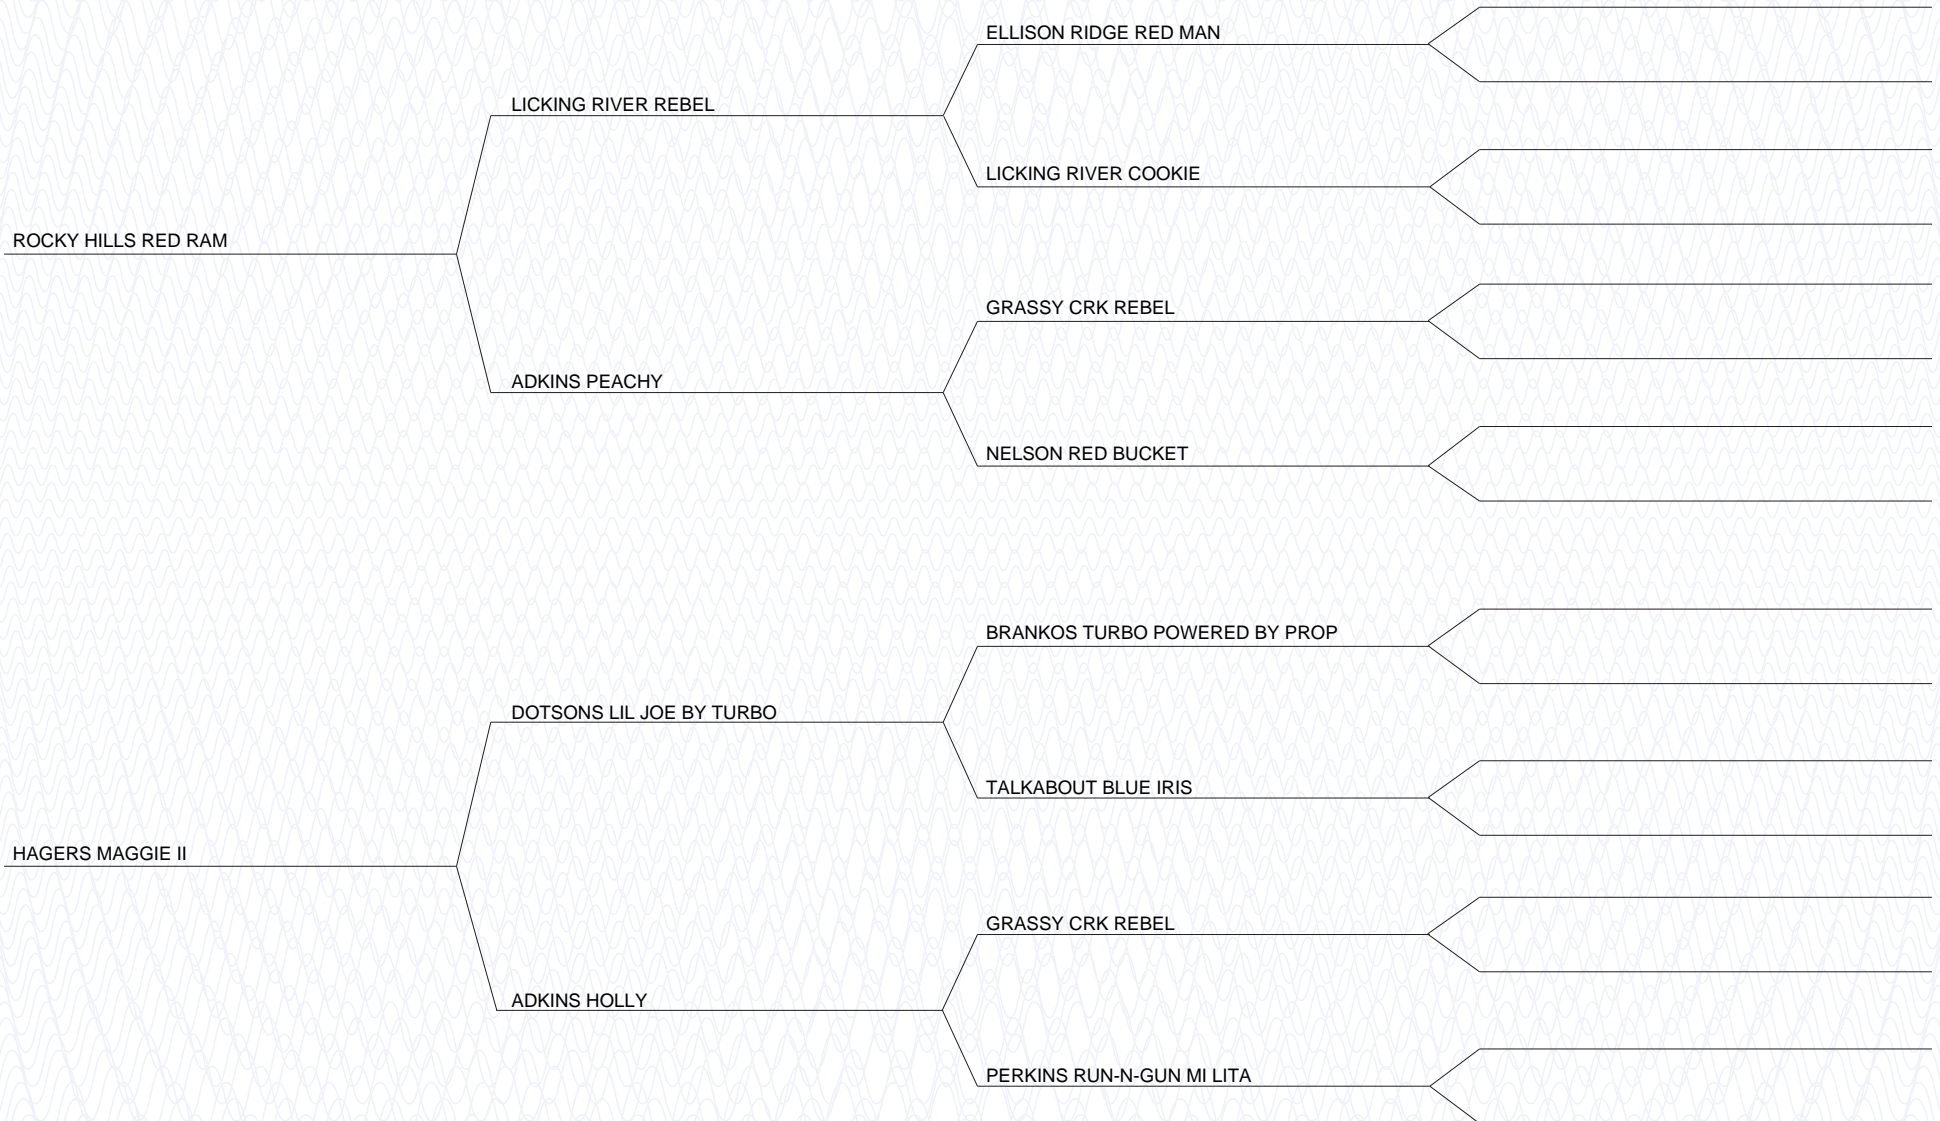 ELLISON RIDGE RED MAN
LICKING RIVER REBEL
LICKING RIVER COOKIE
ROCKY HILLS RED RAM
GRASSY CRK REBEL
ADKINS PEACHY
NELSON RED BUCKET
BRANKOS TURBO POWERED BY PROP
DOTSONS LIL JOE BY TURBO
TALKABOUT BLUE IRIS
HAGERS MAGGIE II
GRASSY CRK REBEL
ADKINS HOLLY
PERKINS RUN-N-GUN MI LITA